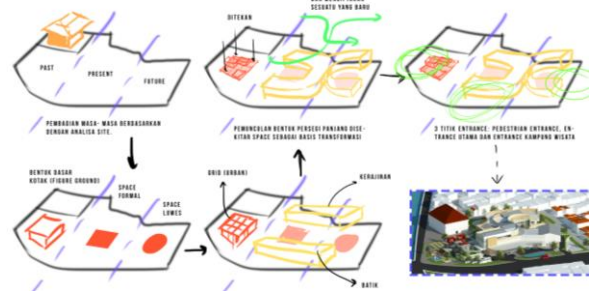 PAST
PRESENT
FUTURE
PEMBAGIAN MASA- MASA BERDASARKAN
DENGAN ANALISA SITE.
BENTUK DASAR
KOTAK (FIGURE GROUND)
SPACE
FORMAL
SPACE
LUWES
GRID (URBAN)
KERAJINAN
BATIK
SESUATU YANG BARU
DITEKAN
PEMUNCULAN BENTUK PERSEGI PANJANG DISE-
KITAR SPACE SEBAGAI BASIS TRANSFORMASI
3 TITIK ENTRANCE: PEDESTRIAN ENTRANCE, EN-
TRANCE UTAMA DAN ENTRANCE KAMPUNG WISATA